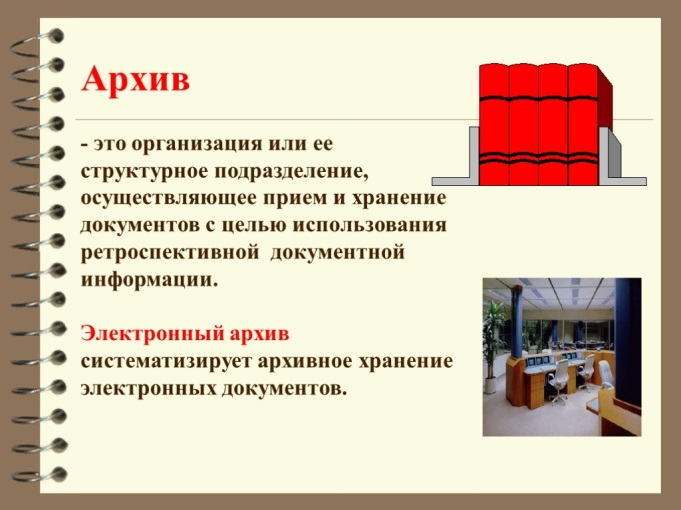 Архив
- это организация или ее
структурное подразделение,
осуществляющее прием и хранение
документов с целью использования
ретроспективной документной
информации.
Электронный архив
систематизирует архивное хранение
электронных документов.